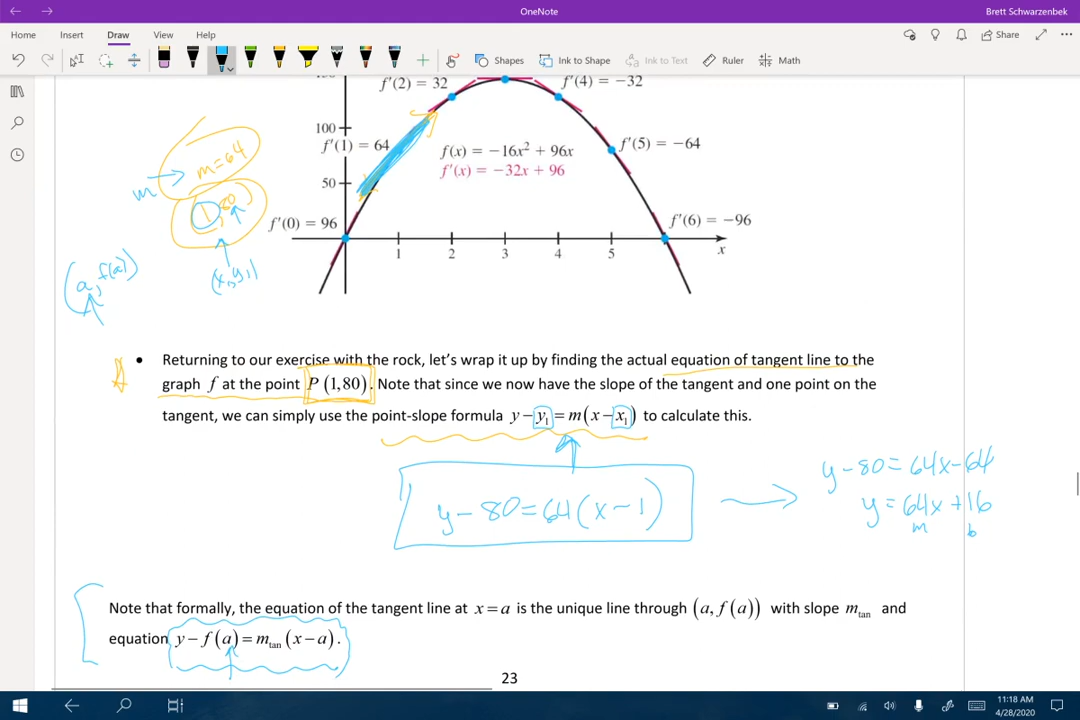 OneNote
Brett Schwarzenbek
Home Insert Draw View Help
Share
Shapes Ink to Shape Ink to Text Ruler Math
f'(2) = 32
f'(4) = −32
100
f'(1) = 64
f(x) = −16x² + 96x
f'(x) = −32x + 96
f'(5) = −64
50
f'(0) = 96
f'(6) = −96
1 2 3 4 5 x
m
m=64
(1,80)
(x₁,y₁)
(a,f(a))
• Returning to our exercise with the rock, let's wrap it up by finding the actual equation of tangent line to the
graph f at the point P(1,80). Note that since we now have the slope of the tangent and one point on the
tangent, we can simply use the point-slope formula y−y₁=m(x−x₁) to calculate this.
y−80=64(x−1)
y−80=64x−64
y=64x+16
m b
Note that formally, the equation of the tangent line at x=a is the unique line through (a, f(a)) with slope mₜₐₙ and
equation y−f(a)=mₜₐₙ(x−a).
23
11:18 AM
4/28/2020